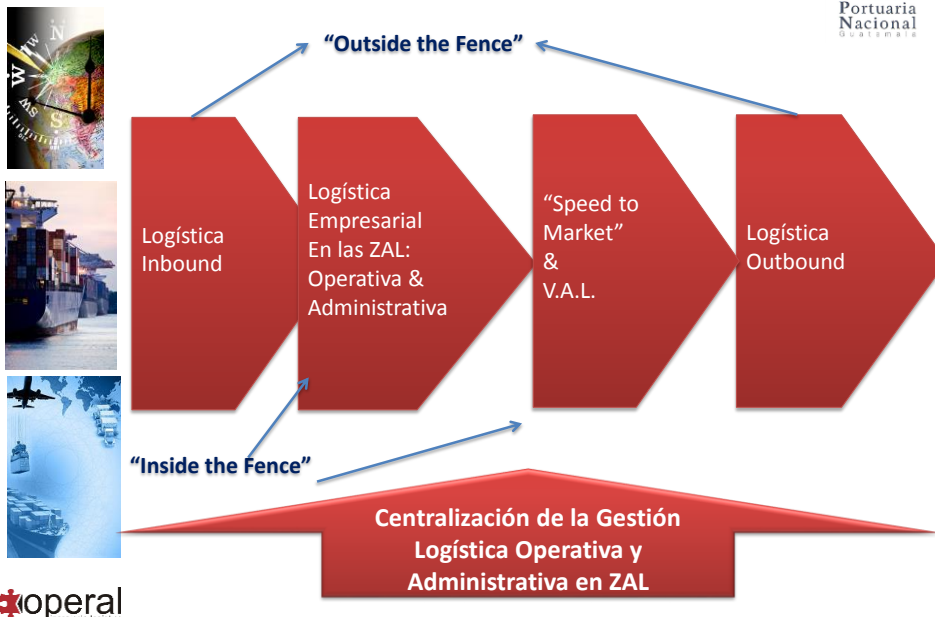 Portuaria
Nacional
Guatemala
“Outside the Fence”
Logística
Inbound
Logística
Empresarial
En las ZAL:
Operativa &
Administrativa
“Speed to
Market”
&
V.A.L.
Logística
Outbound
“Inside the Fence”
Centralización de la Gestión
Logística Operativa y
Administrativa en ZAL
operal
N
W
W
SW
S